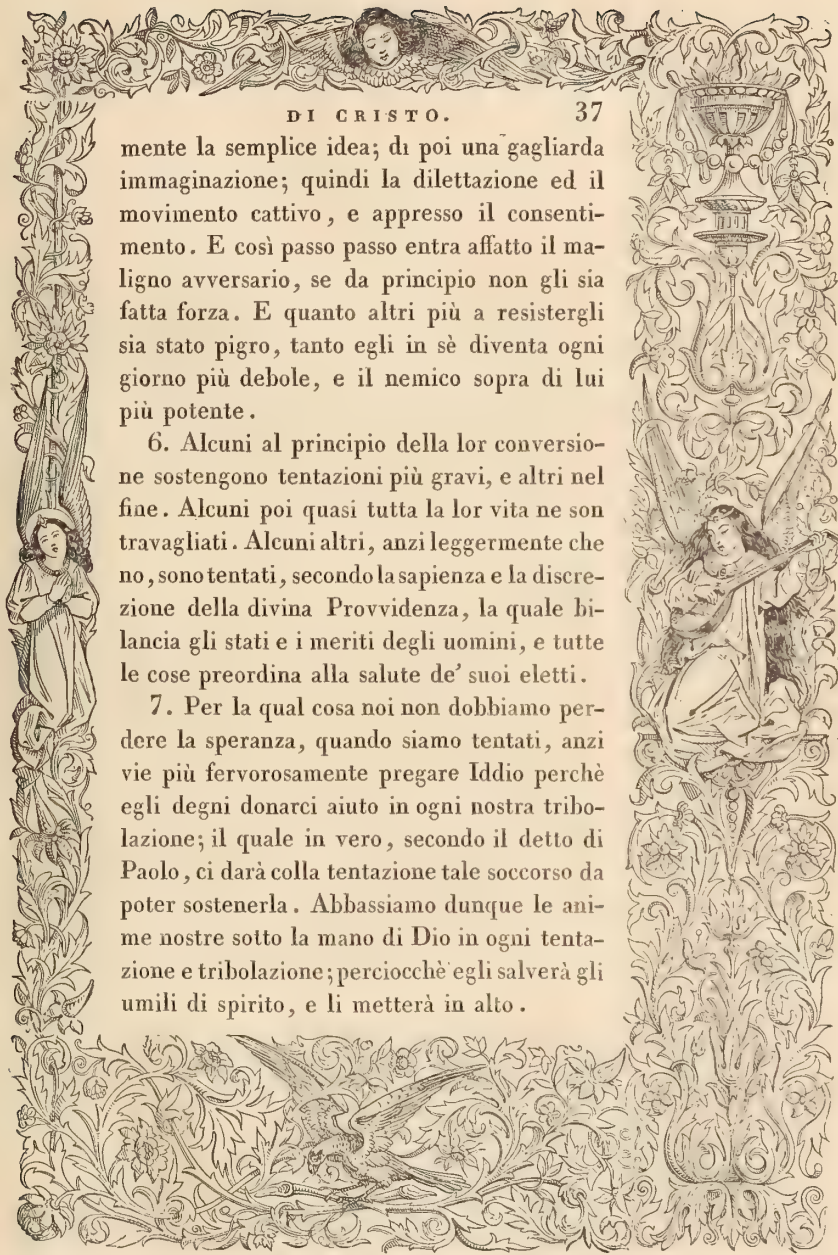 DI CRISTO. 37
mente la semplice idea; di poi una gagliarda
immaginazione; quindi la dilettazione ed il
movimento cattivo, e appresso il consenti-
mento. E così passo passo entra affatto il ma-
ligno avversario, se da principio non gli sia
fatta forza. E quanto altri più a resistergli
sia stato pigro, tanto egli in sè diventa ogni
giorno più debole, e il nemico sopra di lui
più potente.
6. Alcuni al principio della lor conversio-
ne sostengono tentazioni più gravi, e altri nel
fine. Alcuni poi quasi tutta la lor vita ne son
travagliati. Alcuni altri, anzi leggermente che
no, sono tentati, secondo la sapienza e la discre-
zione della divina Provvidenza, la quale bi-
lancia gli stati e i meriti degli uomini, e tutte
le cose preordina alla salute de' suoi eletti.
7. Per la qual cosa noi non dobbiamo per-
dere la speranza, quando siamo tentati, anzi
vie più fervorosamente pregare Iddio perchè
egli degni donarci aiuto in ogni nostra tribo-
lazione; il quale in vero, secondo il detto di
Paolo, ci darà colla tentazione tale soccorso da
poter sostenerla. Abbassiamo dunque le ani-
me nostre sotto la mano di Dio in ogni tenta-
zione e tribolazione; perciocchè egli salverà gli
umili di spirito, e li metterà in alto.